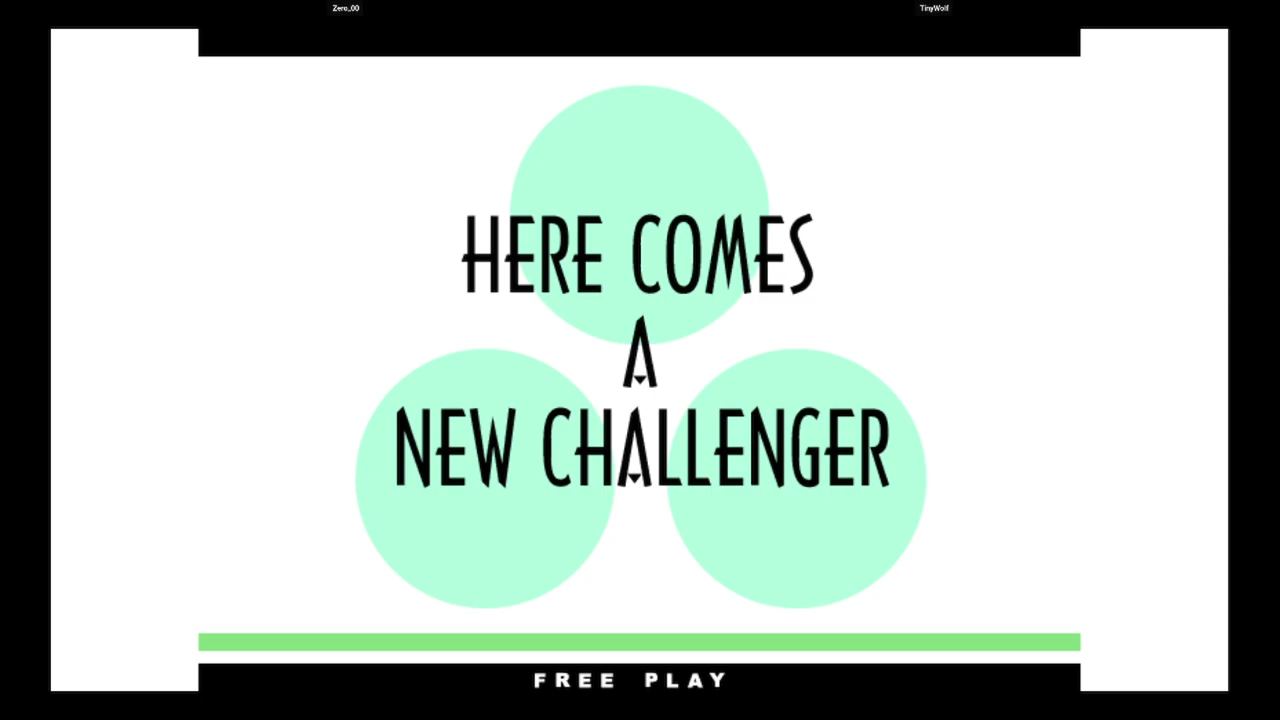 Zero_00 TinyWolf
HERE COMES
A
NEW CHALLENGER
FREE PLAY